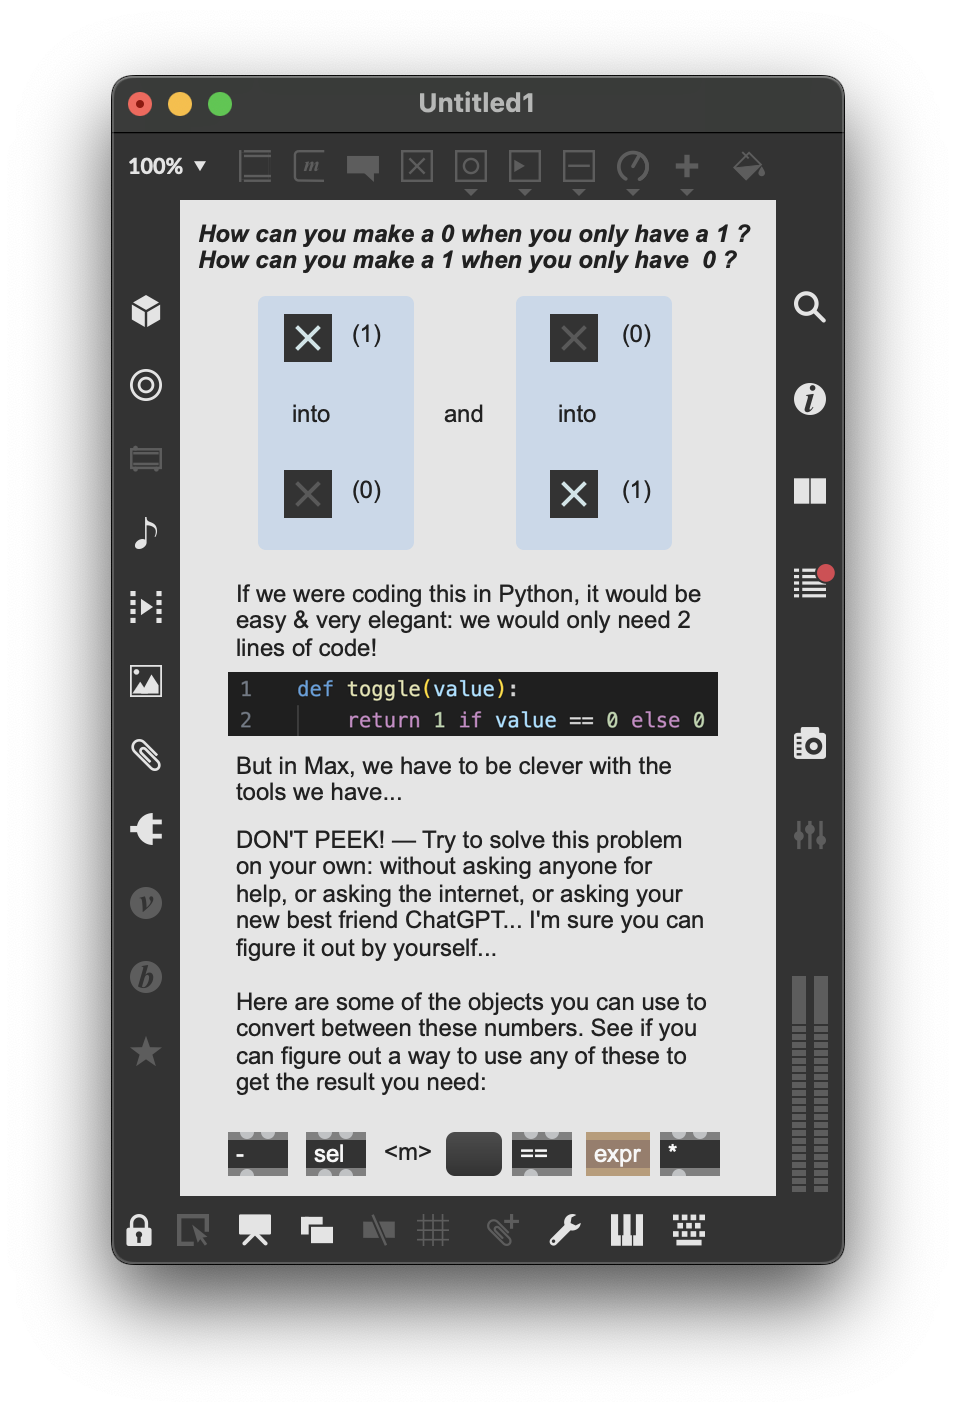 Untitled1
100%
How can you make a 0 when you only have a 1 ?
How can you make a 1 when you only have  0 ?
(1)
(0)
into
and
into
(0)
(1)
If we were coding this in Python, it would be
easy & very elegant: we would only need 2
lines of code!
1 def toggle(value):
2 return 1 if value == 0 else 0
But in Max, we have to be clever with the
tools we have...
DON'T PEEK! — Try to solve this problem
on your own: without asking anyone for
help, or asking the internet, or asking your
new best friend ChatGPT... I'm sure you can
figure it out by yourself...
Here are some of the objects you can use to
convert between these numbers. See if you
can figure out a way to use any of these to
get the result you need:
- sel <m> == expr *